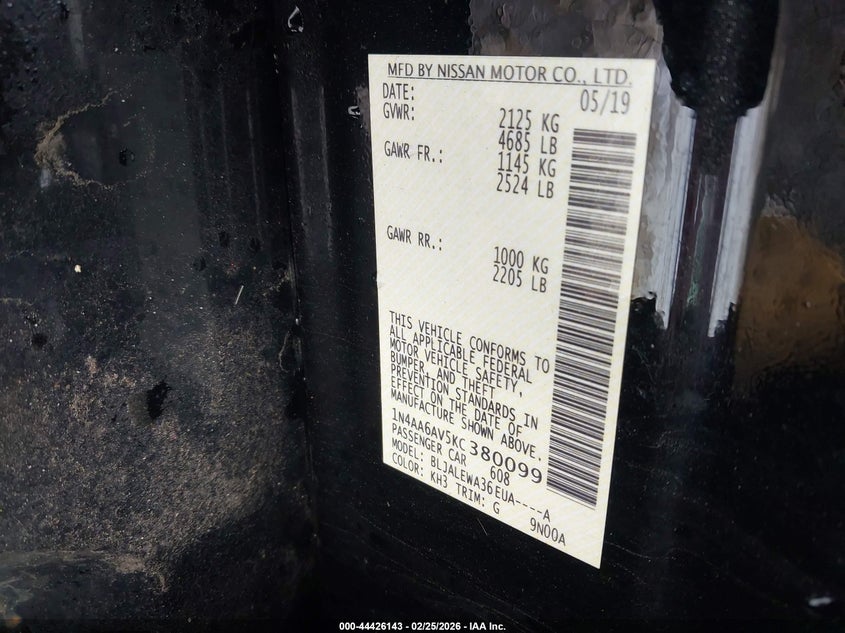 MFD BY NISSAN MOTOR CO., LTD.
DATE: 05/19
GVWR: 2125 KG
4685 LB
GAWR FR.: 1145 KG
2524 LB
GAWR RR.: 1000 KG
2205 LB
THIS VEHICLE CONFORMS TO
ALL APPLICABLE FEDERAL
MOTOR VEHICLE SAFETY,
BUMPER, AND THEFT
PREVENTION STANDARDS IN
EFFECT ON THE DATE OF
MANUFACTURE SHOWN ABOVE.
1N4AA6AV5KC380099
PASSENGER CAR 608
MODEL: BLJALEWA36EUA----A
COLOR: KH3 TRIM: G 9N00A
000-44426143 - 02/25/2026 - IAA Inc.